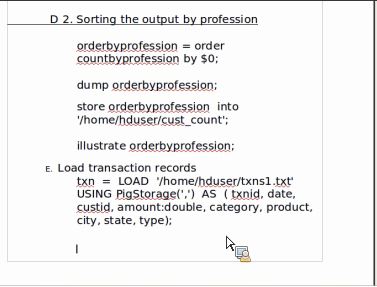 D 2. Sorting the output by profession
orderbyprofession = order
countbyprofession by $0;
dump orderbyprofession;
store orderbyprofession into
'/home/hduser/cust_count';
illustrate orderbyprofession;
E. Load transaction records
txn = LOAD '/home/hduser/txns1.txt'
USING PigStorage(',') AS ( txnid, date,
custid, amount:double, category, product,
city, state, type);